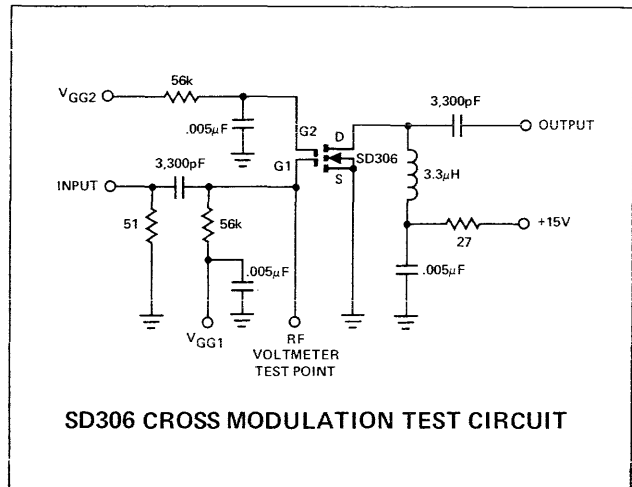 56k
VGG2
.005μF
G2
D
3,300pF
OUTPUT
3,300pF
G1
SD306
S
3.3μH
INPUT
51
56k
+15V
27
.005μF
.005μF
VGG1
RF
VOLTMETER
TEST POINT
SD306 CROSS MODULATION TEST CIRCUIT